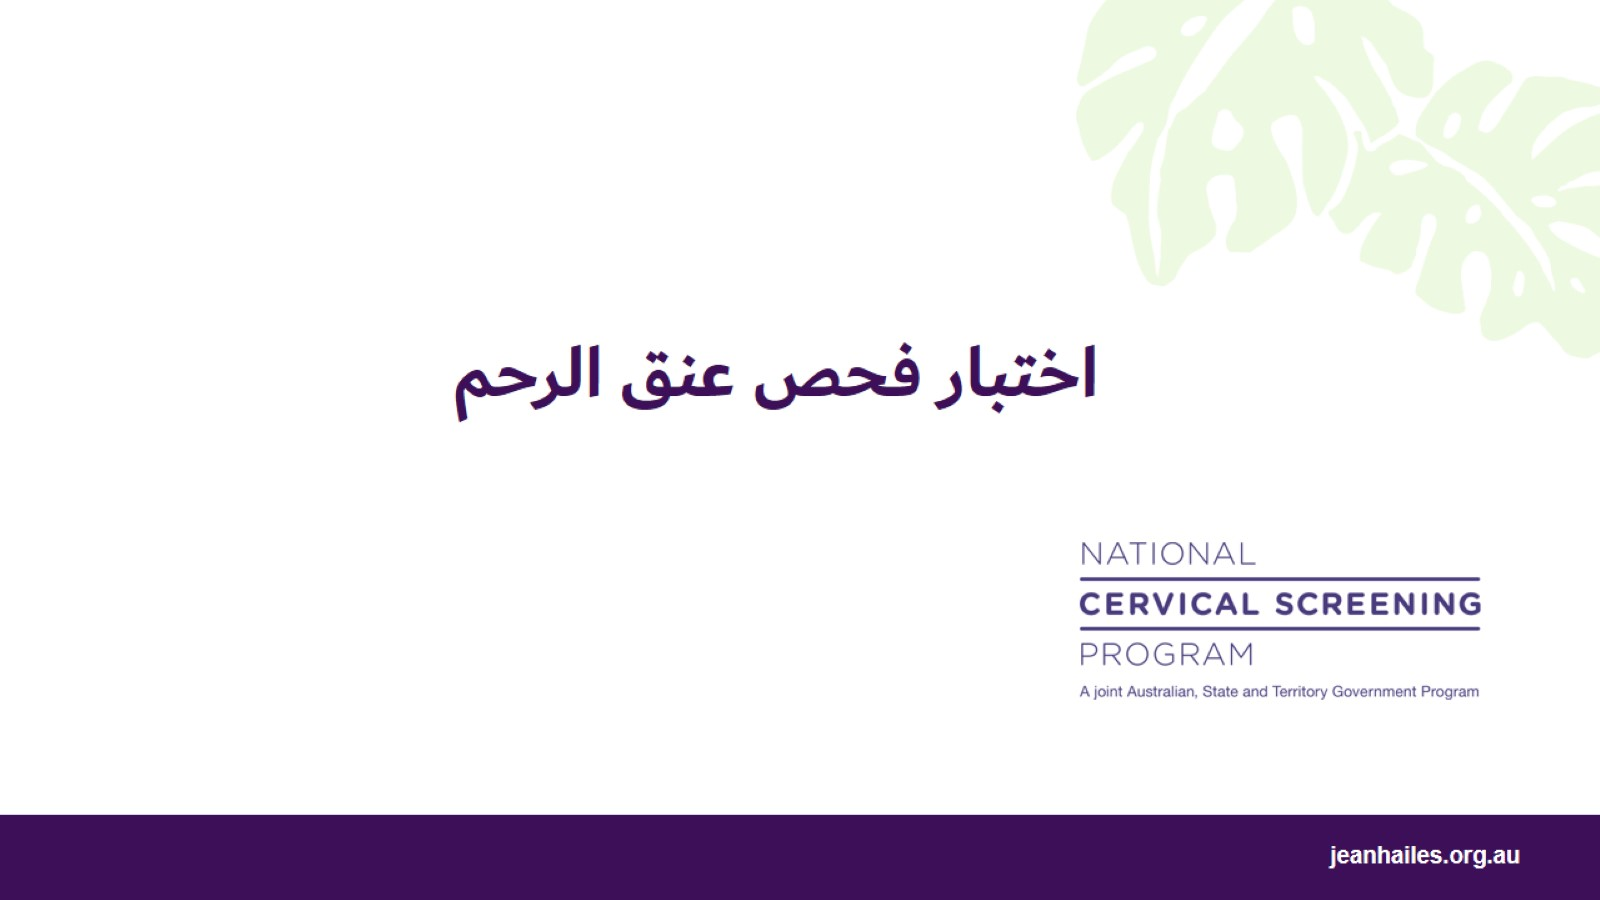 اختبار فحص عنق الرحم
NATIONAL
CERVICAL SCREENING
PROGRAM
A joint Australian, State and Territory Government Program
jeanhailes.org.au